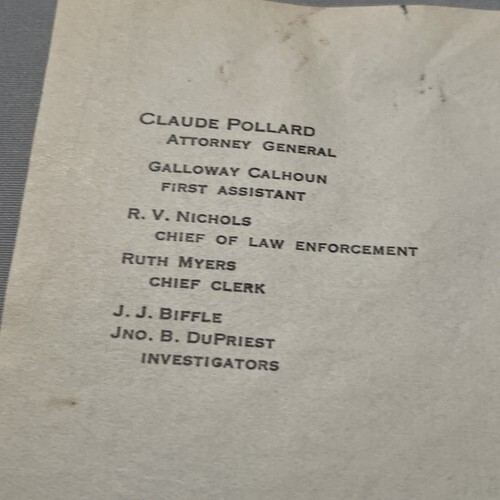 CLAUDE POLLARD
ATTORNEY GENERAL
GALLOWAY CALHOUN
FIRST ASSISTANT
R. V. NICHOLS
CHIEF OF LAW ENFORCEMENT
RUTH MYERS
CHIEF CLERK
J. J. BIFFLE
JNO. B. DUPRIEST
INVESTIGATORS